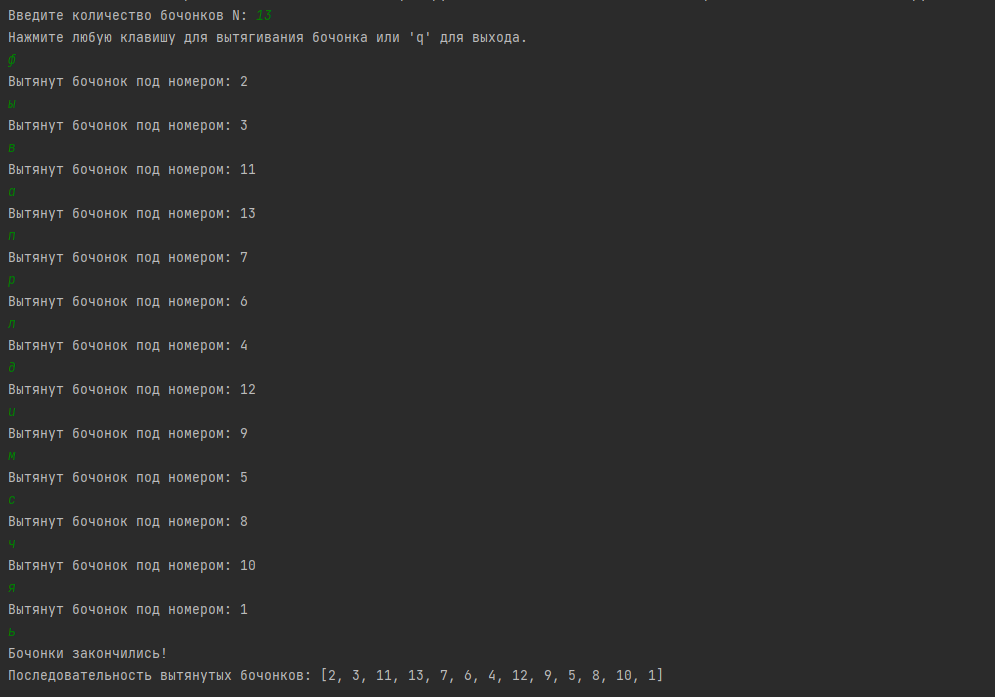 Введите количество бочонков N: 13
Нажмите любую клавишу для вытягивания бочонка или 'q' для выхода.
ф
Вытянут бочонок под номером: 2
ы
Вытянут бочонок под номером: 3
в
Вытянут бочонок под номером: 11
а
Вытянут бочонок под номером: 13
п
Вытянут бочонок под номером: 7
р
Вытянут бочонок под номером: 6
л
Вытянут бочонок под номером: 4
д
Вытянут бочонок под номером: 12
и
Вытянут бочонок под номером: 9
м
Вытянут бочонок под номером: 5
с
Вытянут бочонок под номером: 8
ч
Вытянут бочонок под номером: 10
я
Вытянут бочонок под номером: 1
ь
Бочонки закончились!
Последовательность вытянутых бочонков: [2, 3, 11, 13, 7, 6, 4, 12, 9, 5, 8, 10, 1]